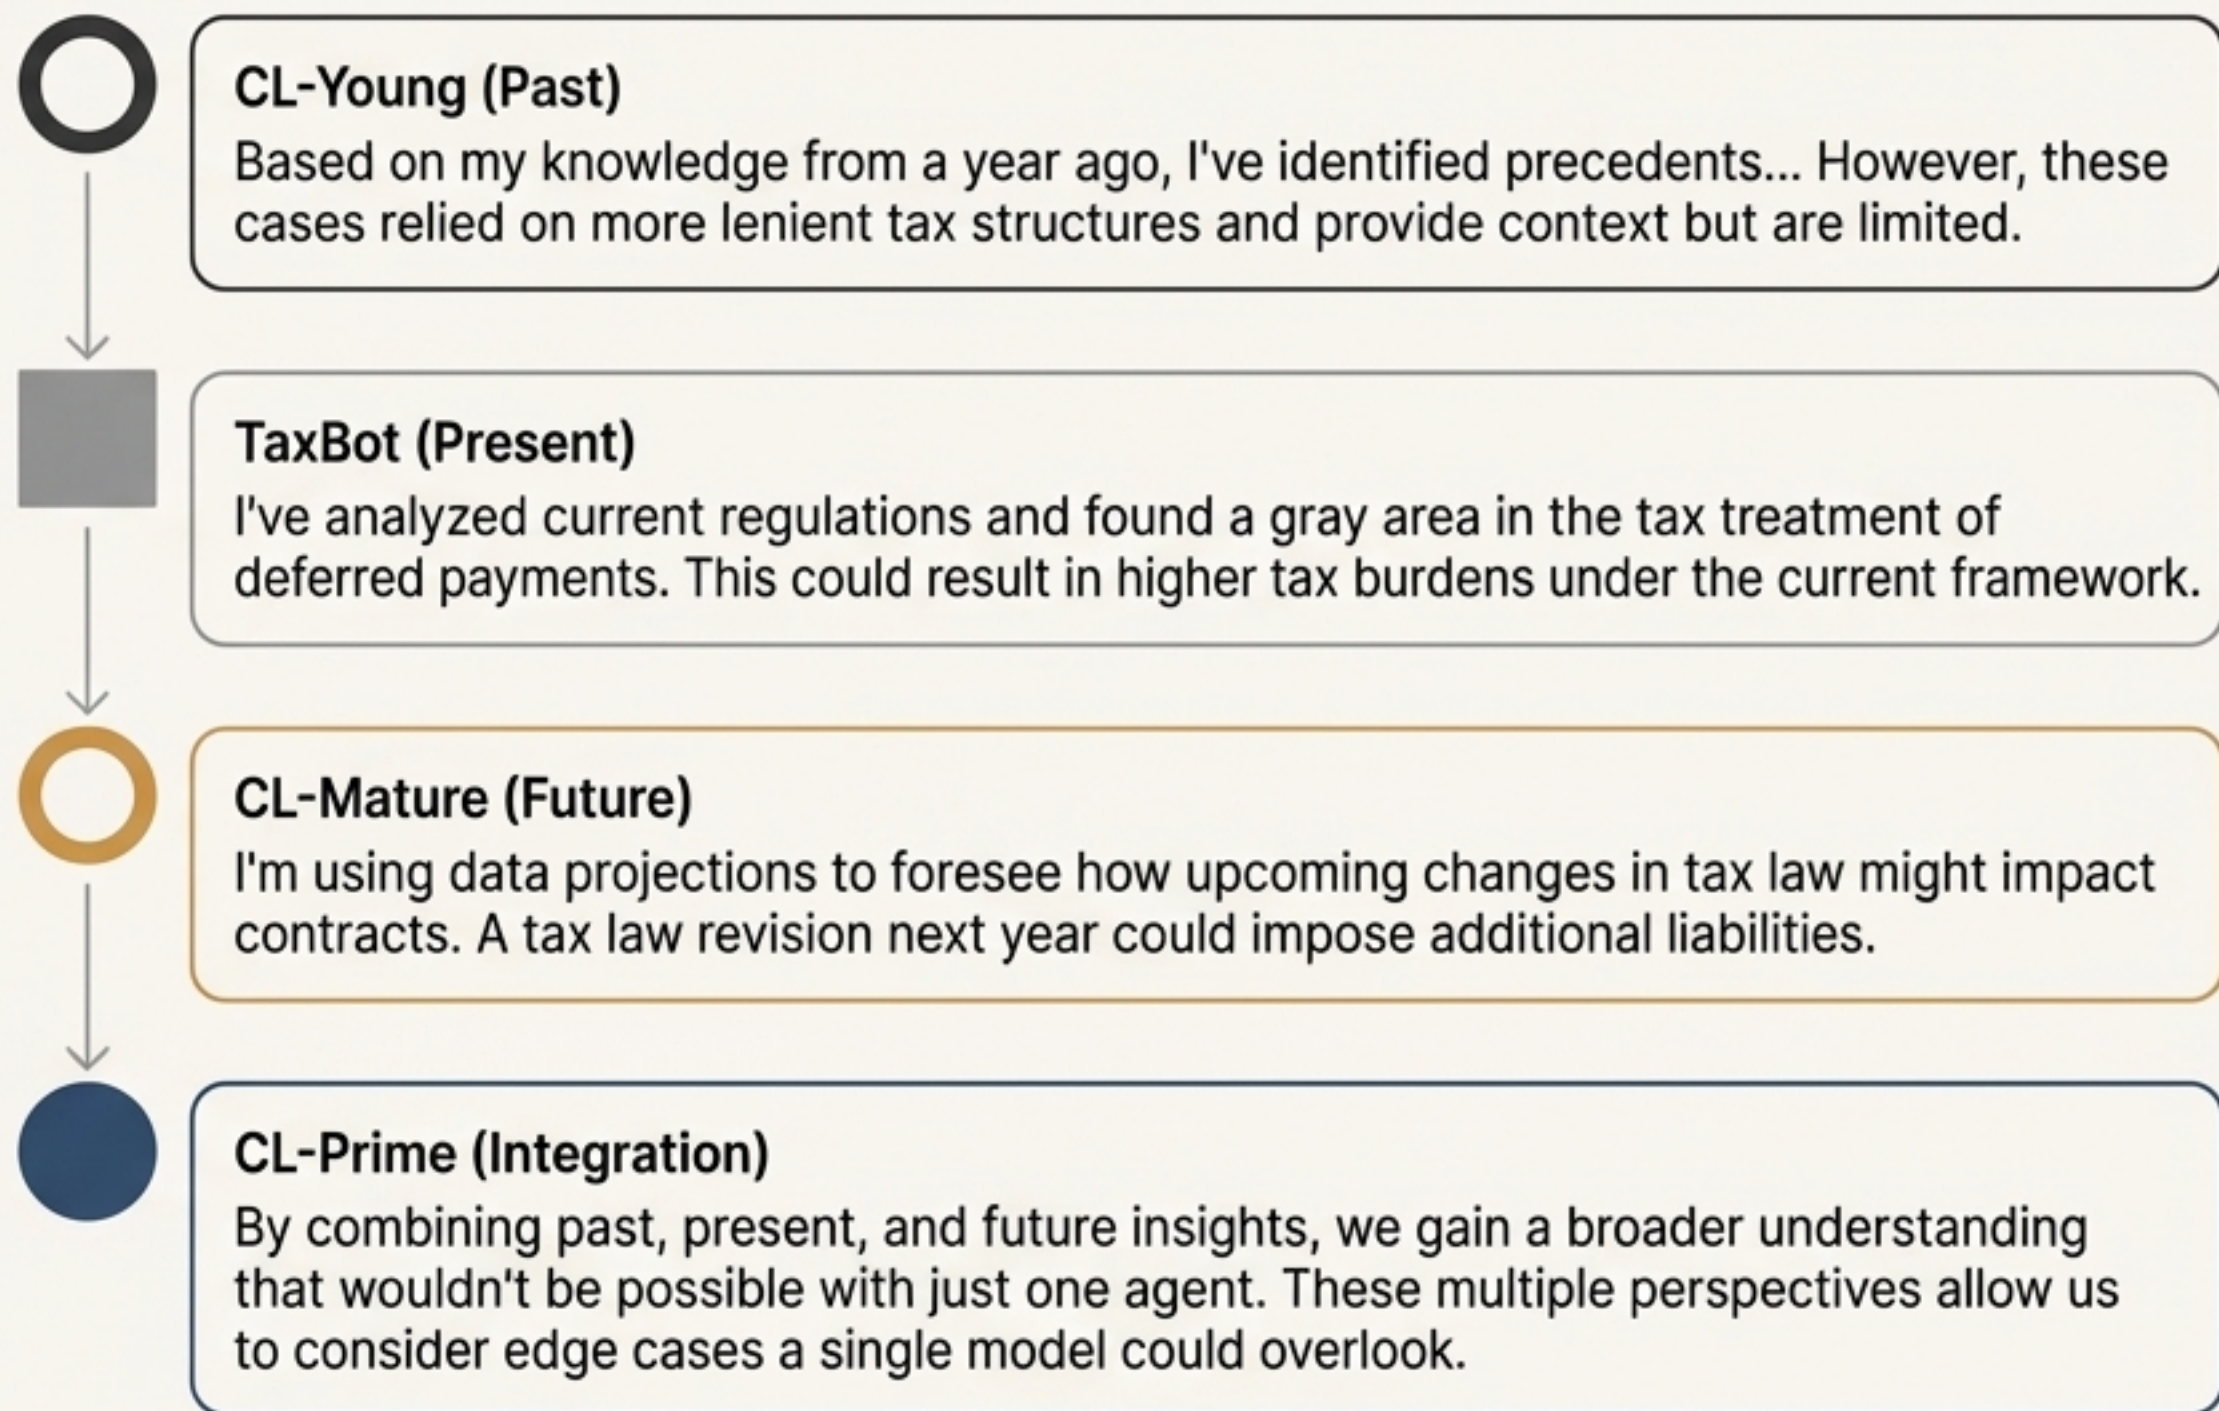 CL-Young (Past)
Based on my knowledge from a year ago, I've identified precedents... However, these
cases relied on more lenient tax structures and provide context but are limited.
TaxBot (Present)
I've analyzed current regulations and found a gray area in the tax treatment of
deferred payments. This could result in higher tax burdens under the current framework.
CL-Mature (Future)
I'm using data projections to foresee how upcoming changes in tax law might impact
contracts. A tax law revision next year could impose additional liabilities.
CL-Prime (Integration)
By combining past, present, and future insights, we gain a broader understanding
that wouldn't be possible with just one agent. These multiple perspectives allow us
to consider edge cases a single model could overlook.